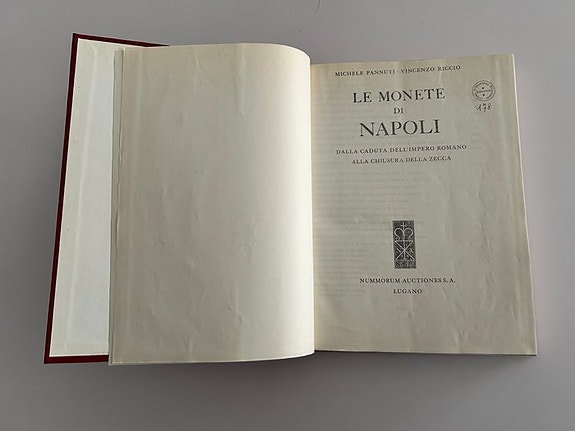 MICHELE PANNUTI VINCENZO RICCIO
LE MONETE
DI
NAPOLI
DALLA CADUTA DELL'IMPERO ROMANO
ALLA CHIUSURA DELLA ZECCA
178
NUMMORUM AUCTIONES S.A.
LUGANO